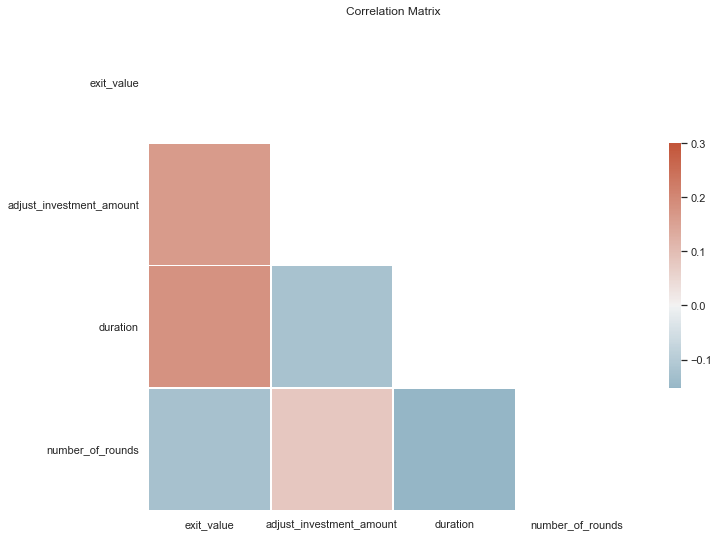 Correlation Matrix
exit_value
adjust_investment_amount
duration
number_of_rounds
exit_value adjust_investment_amount duration number_of_rounds
0.3
0.2
0.1
0.0
−0.1